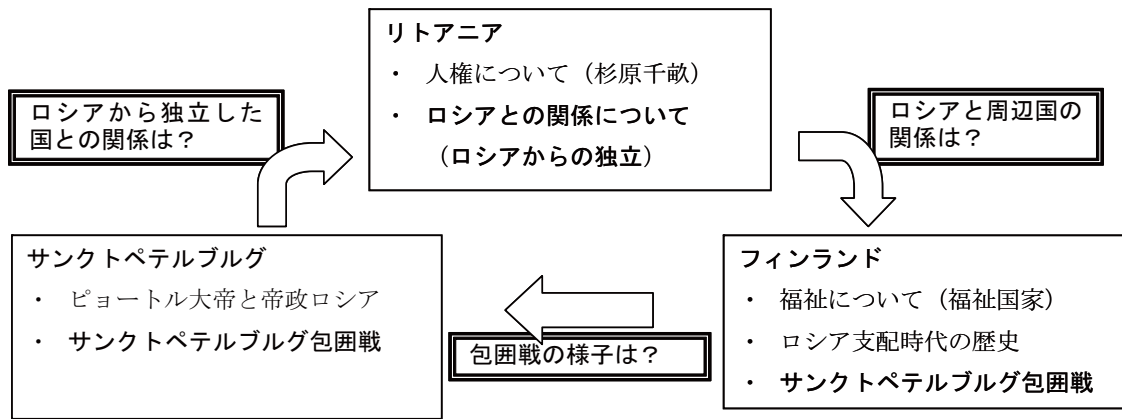 リトアニア
・ 人権について（杉原千畝）
・ ロシアとの関係について
（ロシアからの独立）
ロシアから独立した
国との関係は？
ロシアと周辺国の
関係は？
サンクトペテルブルグ
・ ピョートル大帝と帝政ロシア
・ サンクトペテルブルグ包囲戦
フィンランド
・ 福祉について（福祉国家）
・ ロシア支配時代の歴史
・ サンクトペテルブルグ包囲戦
包囲戦の様子は？